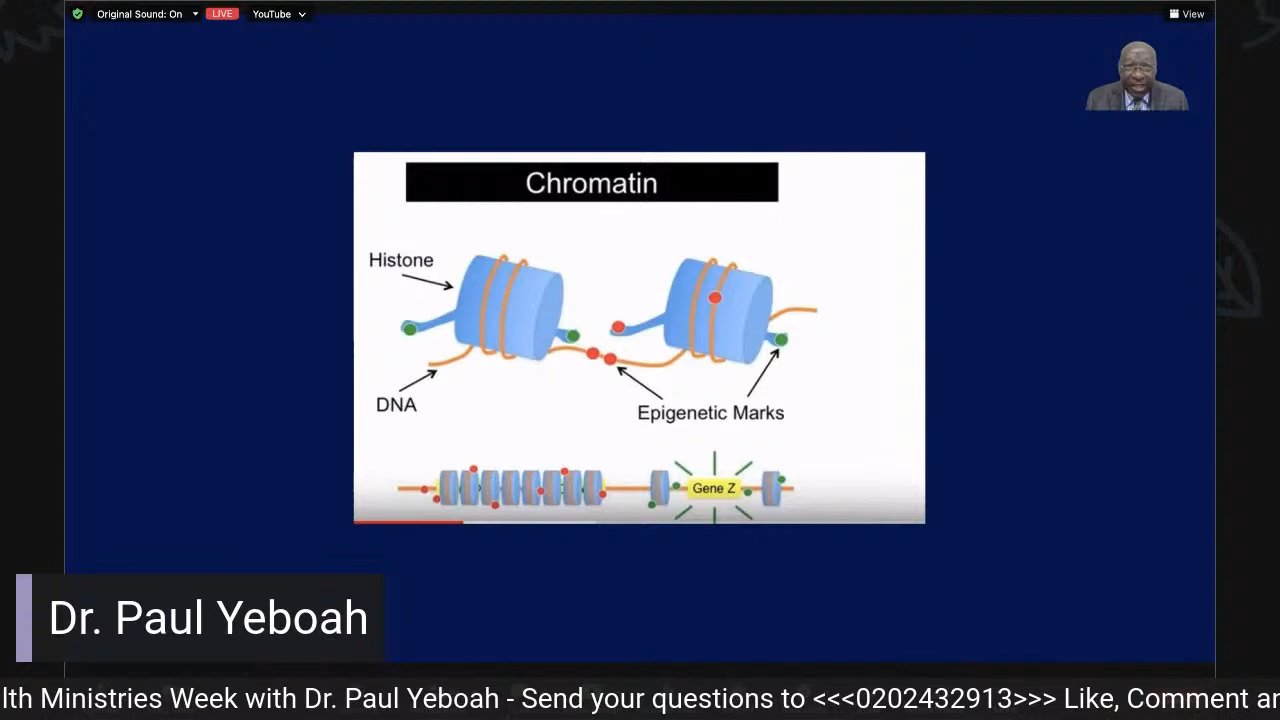 Original Sound: On
LIVE
YouTube
View
Chromatin
Histone
DNA
Epigenetic Marks
Gene Z
Dr. Paul Yeboah
lth Ministries Week with Dr. Paul Yeboah - Send your questions to <<<0202432913>>> Like, Comment an